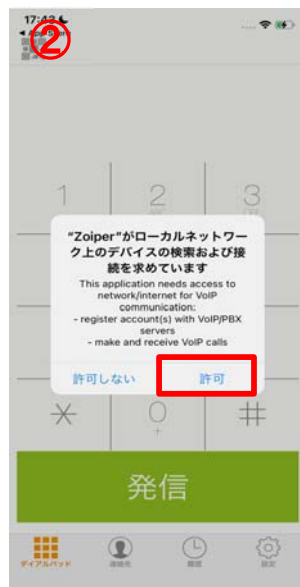 17:43
②
1 2 3
"Zoiper"がローカルネットワー
ク上のデバイスの検索および接
続を求めています
This application needs access to
network/internet for VoIP
communication:
- register account(s) with VoIP/PBX
servers
- make and receive VoIP calls
許可しない 許可
* 0 #
+
発信
ダイアルパッド 連絡先 履歴 設定